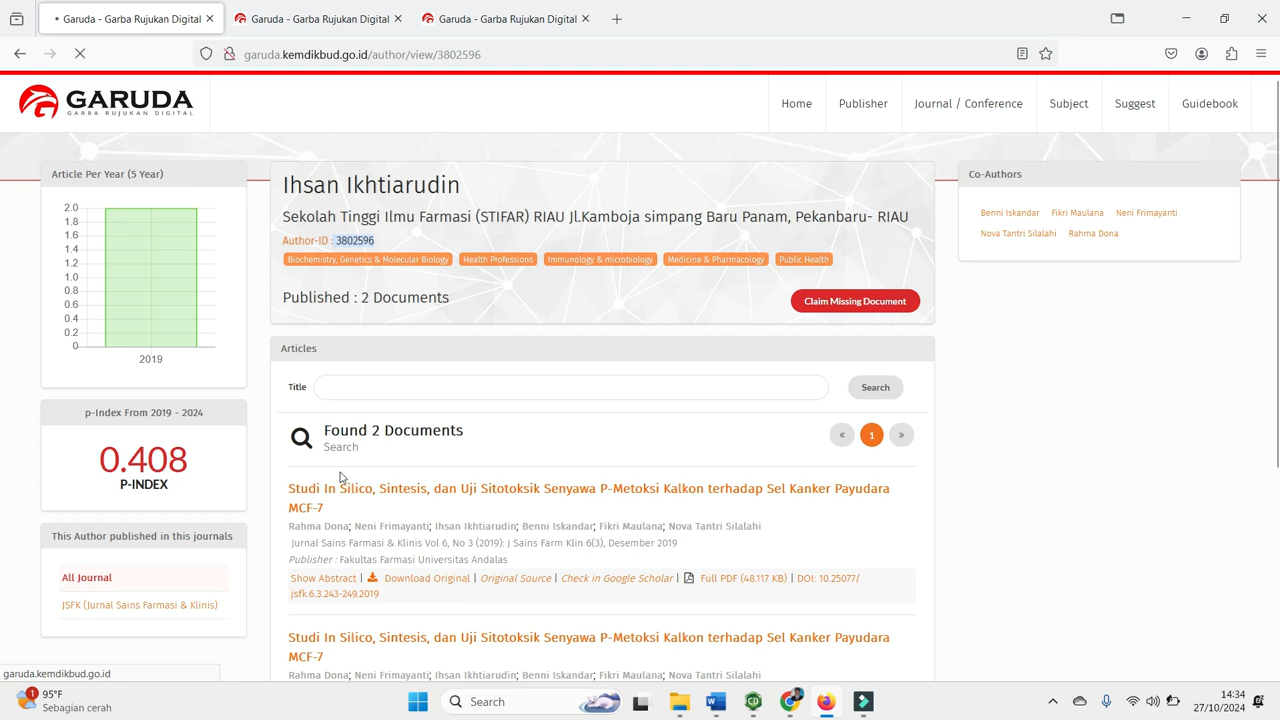 Garda - Garba Rujukan Digital
Garuda - Garba Rujukan Digital
Garuda - Garba Rujukan Digital
garuda.kemdikbud.go.id/author/view/3802596
GARUDA
GARBA RUJUKAN DIGITAL
Home
Publisher
Journal / Conference
Subject
Suggest
Guidebook
Article Per Year (5 Year)
2.0
1.8
1.6
1.4
1.2
1.0
0.8
0.6
0.4
0.2
0
2019
p-Index From 2019 - 2024
0.408
P-INDEX
This Author published in this journals
All Journal
JSFK (Jurnal Sains Farmasi & Klinis)
Ihsan Ikhtiarudin
Sekolah Tinggi Ilmu Farmasi (STIFAR) RIAU Jl.Kamboja simpang Baru Panam, Pekanbaru- RIAU
Author-ID : 3802596
Biochemistry, Genetics & Molecular Biology Health Professions Immunology & microbiology Medicine & Pharmacology Public Health
Published : 2 Documents
Claim Missing Document
Articles
Title
Search
Found 2 Documents
Search
«
1
»
Studi In Silico, Sintesis, dan Uji Sitotoksik Senyawa P-Metoksi Kalkon terhadap Sel Kanker Payudara
MCF-7
Rahma Dona; Neni Frimayanti; Ihsan Ikhtiarudin; Benni Iskandar; Fikri Maulana; Nova Tantri Silalahi
Jurnal Sains Farmasi & Klinis Vol 6, No 3 (2019): J Sains Farm Klin 6(3), Desember 2019
Publisher : Fakultas Farmasi Universitas Andalas
Show Abstract | Download Original | Original Source | Check in Google Scholar | Full PDF (48.117 KB) | DOI: 10.25077/
jsfk.6.3.243-249.2019
Studi In Silico, Sintesis, dan Uji Sitotoksik Senyawa P-Metoksi Kalkon terhadap Sel Kanker Payudara
MCF-7
Rahma Dona; Neni Frimayanti; Ihsan Ikhtiarudin; Benni Iskandar; Fikri Maulana; Nova Tantri Silalahi
Co-Authors
Benni Iskandar Fikri Maulana Neni Frimayanti
Nova Tantri Silalahi Rahma Dona
garuda.kemdikbud.go.id
1
95°F
Sebagian cerah
Search
14:34
27/10/2024